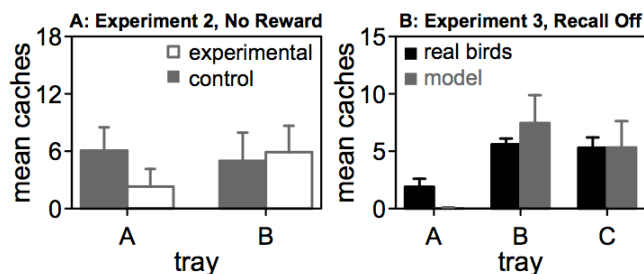 A: Experiment 2, No Reward
mean caches
18
12
6
0
experimental
control
A B
tray
B: Experiment 3, Recall Off
mean caches
15
10
5
0
real birds
model
A B C
tray